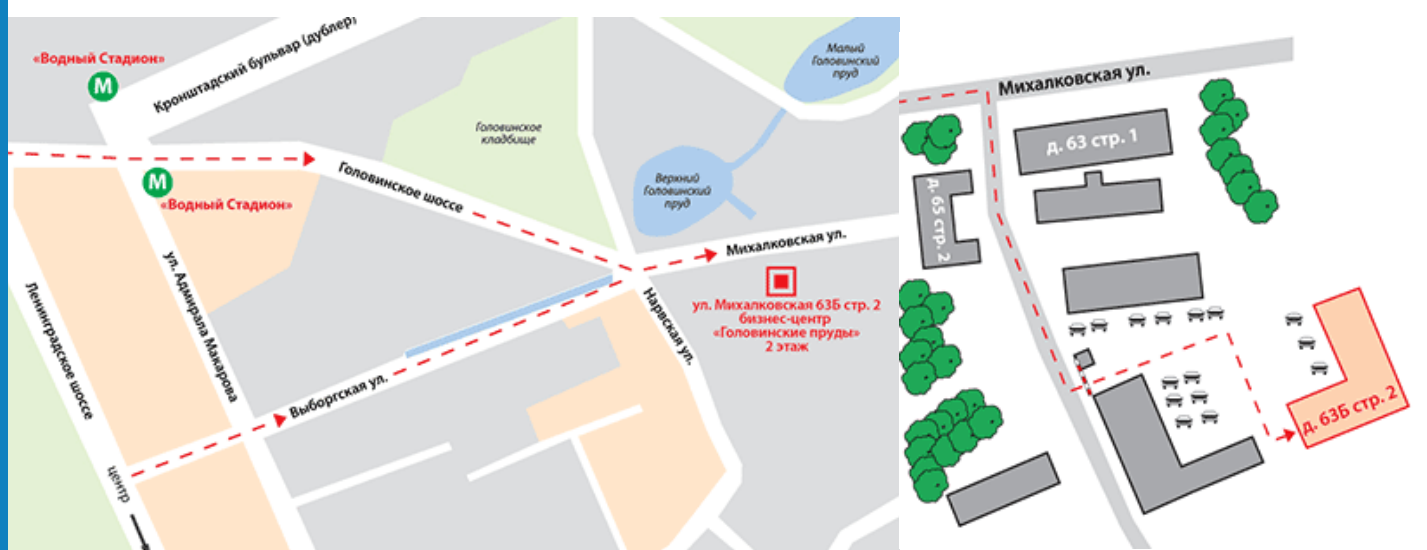 «Водный Стадион»
М
Кронштадский бульвар (дублер)
М
«Водный Стадион»
Головинское
кладбище
Малый
Головинский
пруд
Верхний
Головинский
пруд
Головинское шоссе
Михалковская ул.
ул. Михалковская 63Б стр. 2
бизнес-центр
«Головинские пруды»
2 этаж
ул. Адмирала Макарова
Ленинградское шоссе
Нарвская ул.
Выборгская ул.
центр
Михалковская ул.
д. 63 стр. 1
д. 65 стр. 2
д. 63Б стр. 2